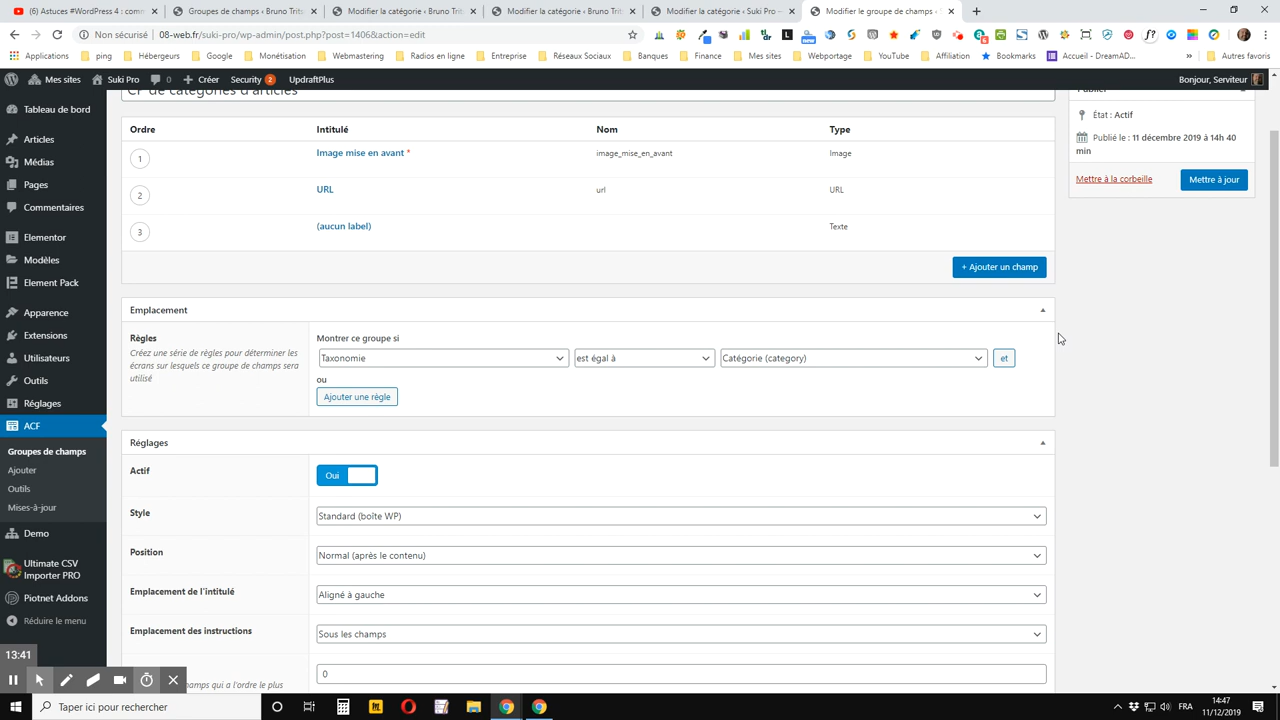 (6) Astuces #WordPress 4 : com
Groupes de champs ‹ Bruno Tri
Modifier la catégorie ‹ Bruno Trit
Modifier la catégorie ‹ Bruno Trit
Modifier la catégorie ‹ Suki Pro —
Modifier le groupe de champs ‹
Non sécurisé
08-web.fr/suki-pro/wp-admin/post.php?post=1406&action=edit
Applications
ping
Hébergeurs
Google
Monétisation
Webmastering
Radios en ligne
Entreprise
Réseaux Sociaux
Banques
Finance
Mes sites
Webportage
YouTube
Affiliation
Bookmarks
Accueil - DreamAD...
Autres favoris
Mes sites
Suki Pro
0
Créer
Security 2
UpdraftPlus
Bonjour, Serviteur
Tableau de bord
Articles
Médias
Pages
Commentaires
Elementor
Modèles
Element Pack
Apparence
Extensions
Utilisateurs
Outils
Réglages
ACF
Groupes de champs
Ajouter
Outils
Mises-à-jour
Demo
Ultimate CSV
Importer PRO
Piotnet Addons
Réduire le menu
CP de catégories d'articles
Ordre Intitulé Nom Type
1 Image mise en avant * image_mise_en_avant Image
2 URL url URL
3 (aucun label) Texte
+ Ajouter un champ
Emplacement
Règles
Créez une série de règles pour déterminer les
écrans sur lesquels ce groupe de champs sera
utilisé
Montrer ce groupe si
Taxonomie est égal à Catégorie (category) et
ou
Ajouter une règle
Réglages
Actif Oui
Style Standard (boîte WP)
Position Normal (après le contenu)
Emplacement de l'intitulé Aligné à gauche
Emplacement des instructions Sous les champs
0
champs qui a l'ordre le plus
Publier
État : Actif
Publié le : 11 décembre 2019 à 14h 40
min
Mettre à la corbeille
Mettre à jour
13:41
Taper ici pour rechercher
FRA
14:47
11/12/2019